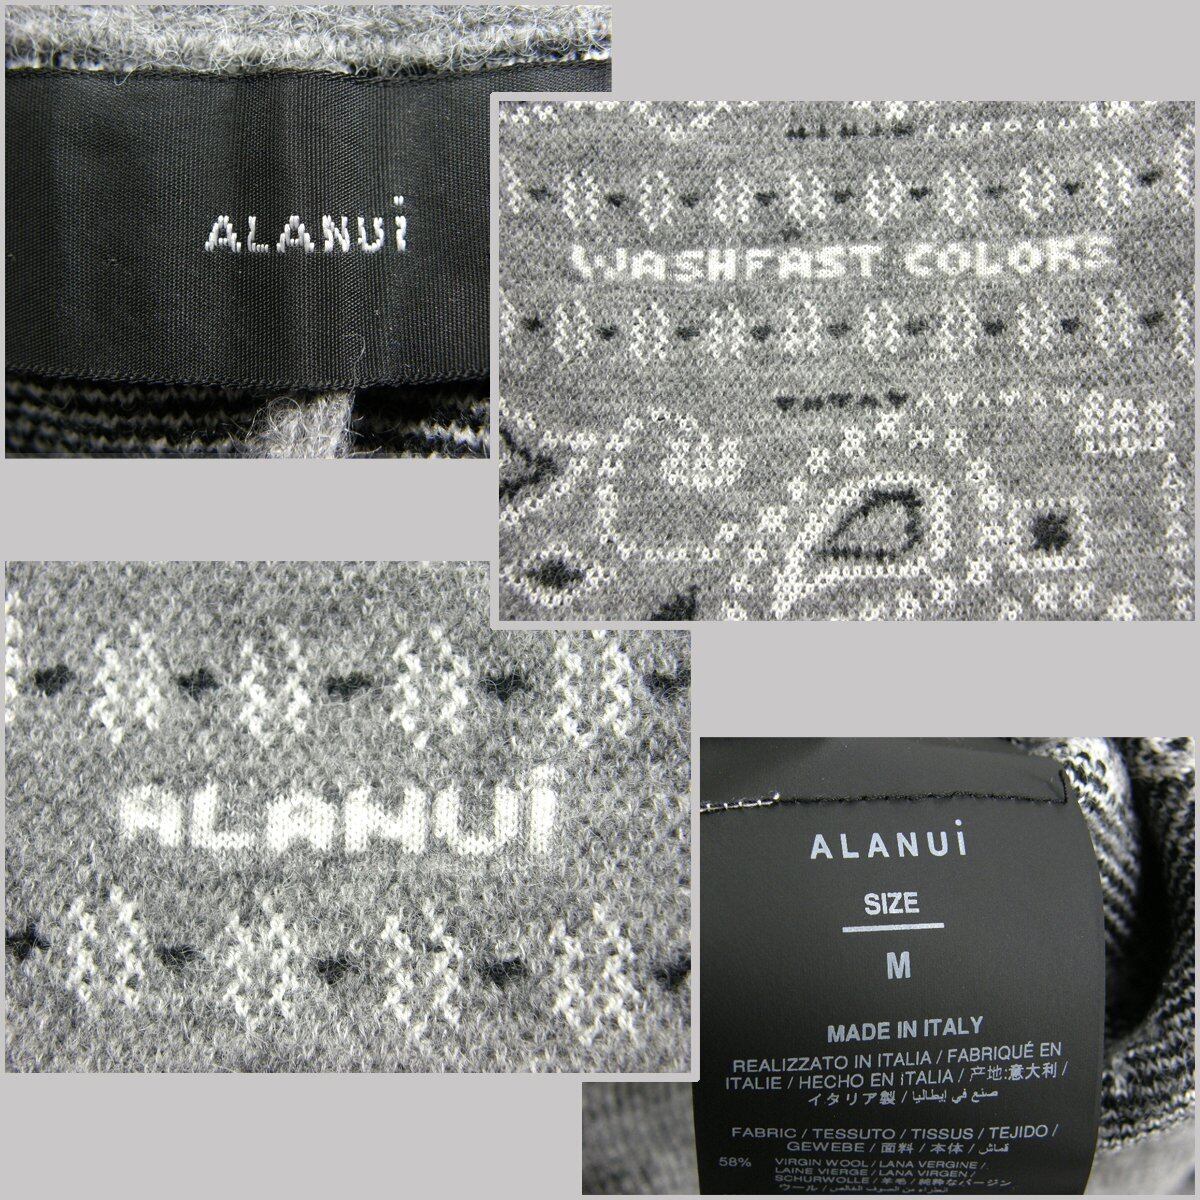 ALANUi
WASHFAST COLORS
ALANUi
ALANUi
SIZE
M
MADE IN ITALY
REALIZZATO IN ITALIA / FABRIQUÉ EN
ITALIE / HECHO EN ITALIA / 产地:意大利 /
イタリア製 / صنع في إيطاليا
FABRIC / TESSUTO / TISSUS / TEJIDO /
GEWEBE / 面料 / 本体 / قماش
58% VIRGIN WOOL / LANA VERGINE /
LAINE VIERGE / LANA VIRGEN /
SCHURWOLLE / 羊毛 / 純粋なバージン
ウール /